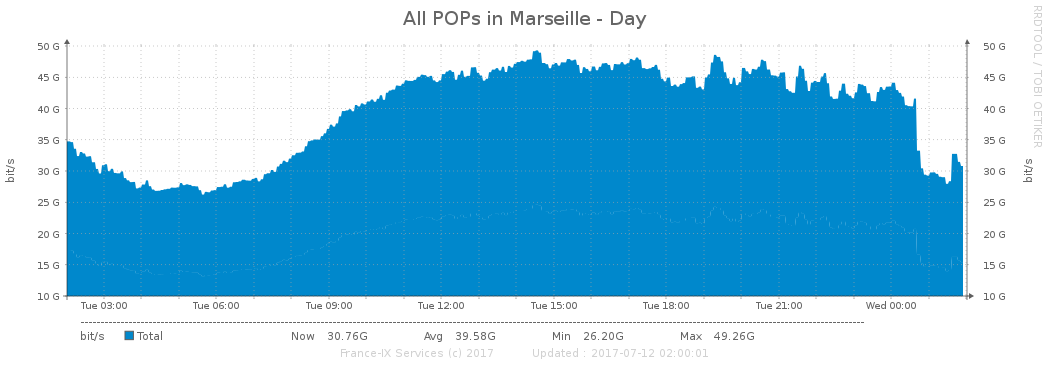 All POPs in Marseille - Day
RRDTOOL / TOBI OETIKER
bit/s
50 G 50 G
45 G 45 G
40 G 40 G
35 G 35 G
30 G 30 G
25 G 25 G
20 G 20 G
15 G 15 G
10 G 10 G
bit/s
Tue 03:00 Tue 06:00 Tue 09:00 Tue 12:00 Tue 15:00 Tue 18:00 Tue 21:00 Wed 00:00
bit/s Total Now 30.76G Avg 39.58G Min 26.20G Max 49.26G
France-IX Services (c) 2017 Updated : 2017-07-12 02:00:01